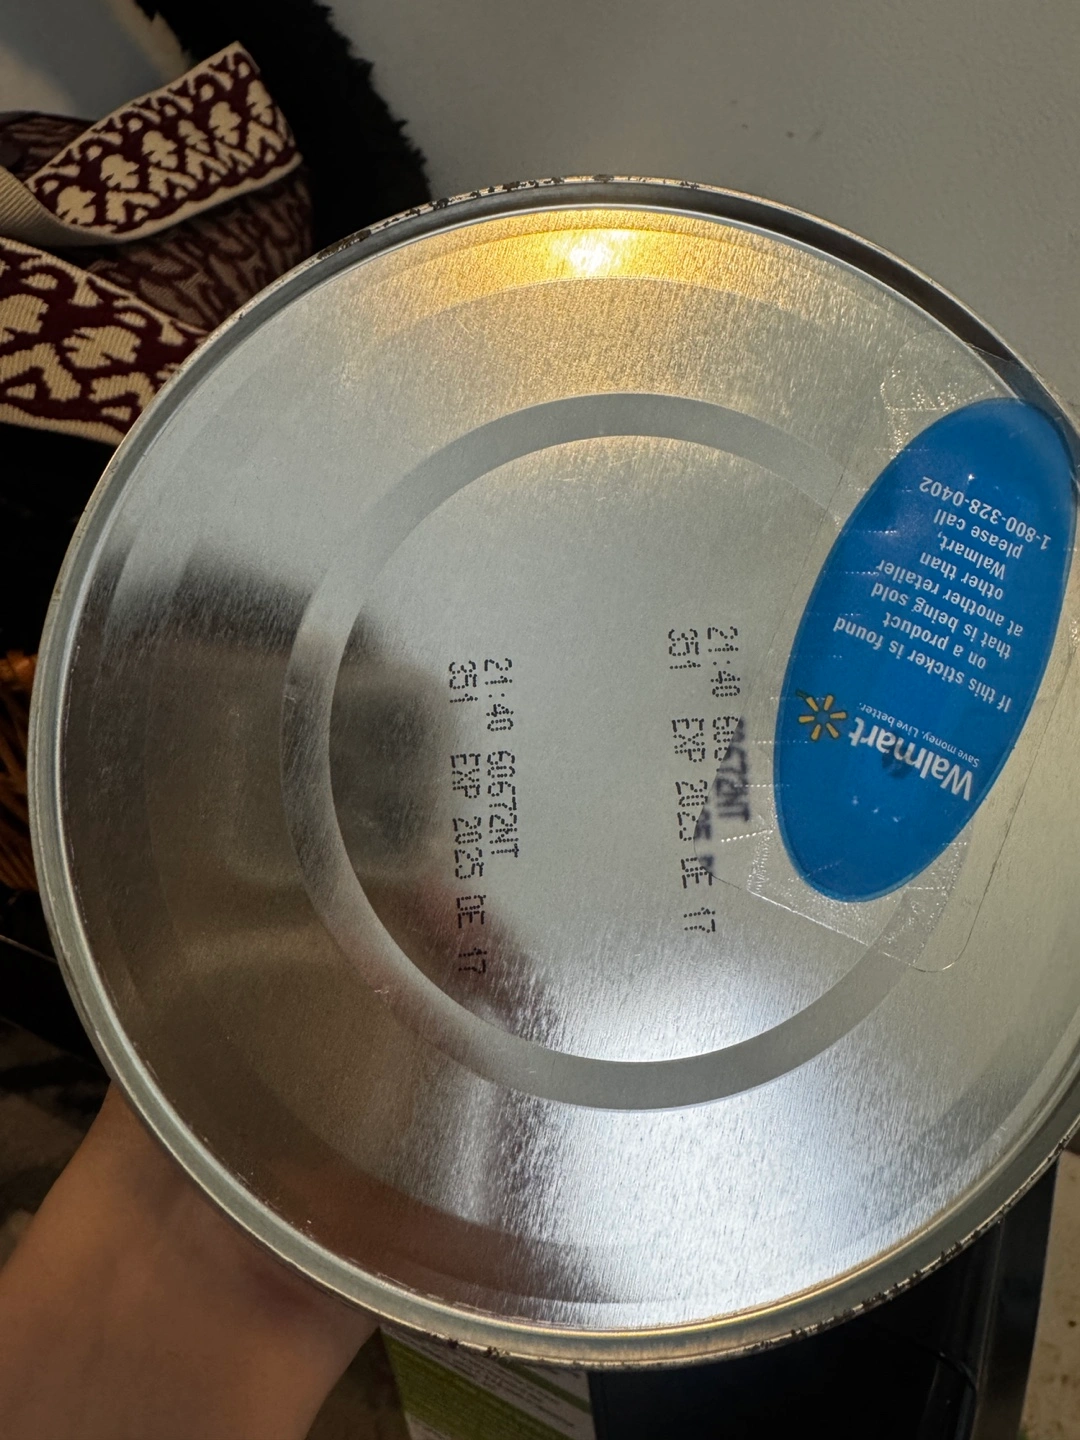 21:40 60672NT
351 EXP 2025 DE 17
21:40 60672NT
351 EXP 2025 DE 17
Walmart
Save money. Live better.
If this sticker is found
on a product
that is being sold
at another retailer
other than
Walmart,
please call
1-800-328-0402